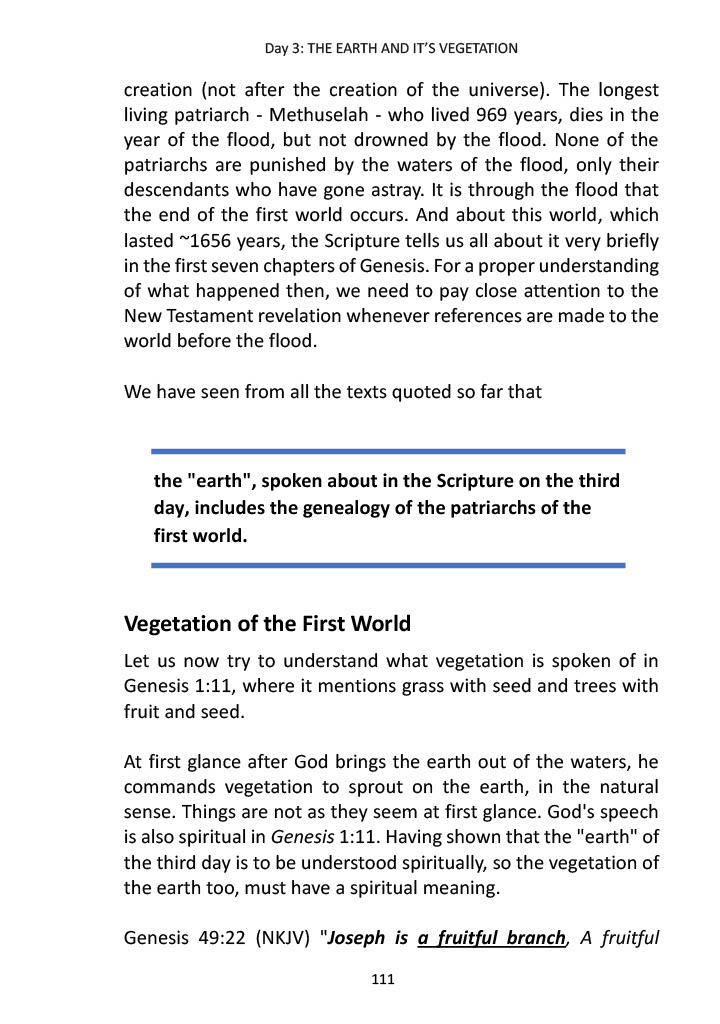 Day 3: THE EARTH AND IT'S VEGETATION
creation (not after the creation of the universe). The longest
living patriarch - Methuselah - who lived 969 years, dies in the
year of the flood, but not drowned by the flood. None of the
patriarchs are punished by the waters of the flood, only their
descendants who have gone astray. It is through the flood that
the end of the first world occurs. And about this world, which
lasted ~1656 years, the Scripture tells us all about it very briefly
in the first seven chapters of Genesis. For a proper understanding
of what happened then, we need to pay close attention to the
New Testament revelation whenever references are made to the
world before the flood.
We have seen from all the texts quoted so far that
the "earth", spoken about in the Scripture on the third
day, includes the genealogy of the patriarchs of the
first world.
Vegetation of the First World
Let us now try to understand what vegetation is spoken of in
Genesis 1:11, where it mentions grass with seed and trees with
fruit and seed.
At first glance after God brings the earth out of the waters, he
commands vegetation to sprout on the earth, in the natural
sense. Things are not as they seem at first glance. God's speech
is also spiritual in Genesis 1:11. Having shown that the "earth" of
the third day is to be understood spiritually, so the vegetation of
the earth too, must have a spiritual meaning.
Genesis 49:22 (NKJV) "Joseph is a fruitful branch, A fruitful
111